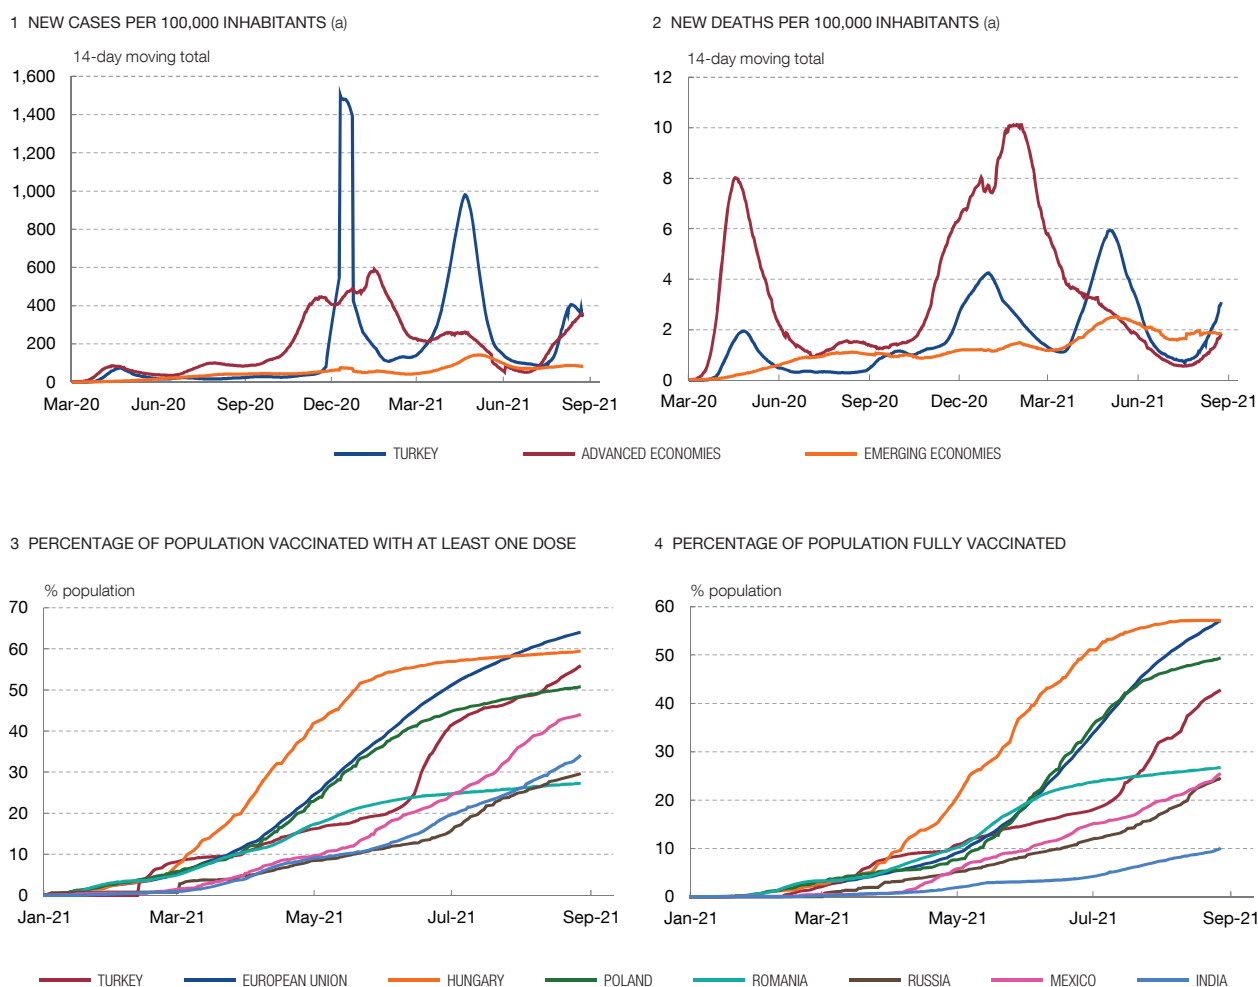 1 NEW CASES PER 100,000 INHABITANTS (a)
14-day moving total
1,600
1,400
1,200
1,000
800
600
400
200
0
Mar-20 Jun-20 Sep-20 Dec-20 Mar-21 Jun-21 Sep-21
2 NEW DEATHS PER 100,000 INHABITANTS (a)
14-day moving total
12
10
8
6
4
2
0
Mar-20 Jun-20 Sep-20 Dec-20 Mar-21 Jun-21 Sep-21
TURKEY ADVANCED ECONOMIES EMERGING ECONOMIES
3 PERCENTAGE OF POPULATION VACCINATED WITH AT LEAST ONE DOSE
% population
70
60
50
40
30
20
10
0
Jan-21 Mar-21 May-21 Jul-21 Sep-21
4 PERCENTAGE OF POPULATION FULLY VACCINATED
% population
60
50
40
30
20
10
0
Jan-21 Mar-21 May-21 Jul-21 Sep-21
TURKEY EUROPEAN UNION HUNGARY POLAND ROMANIA RUSSIA MEXICO INDIA